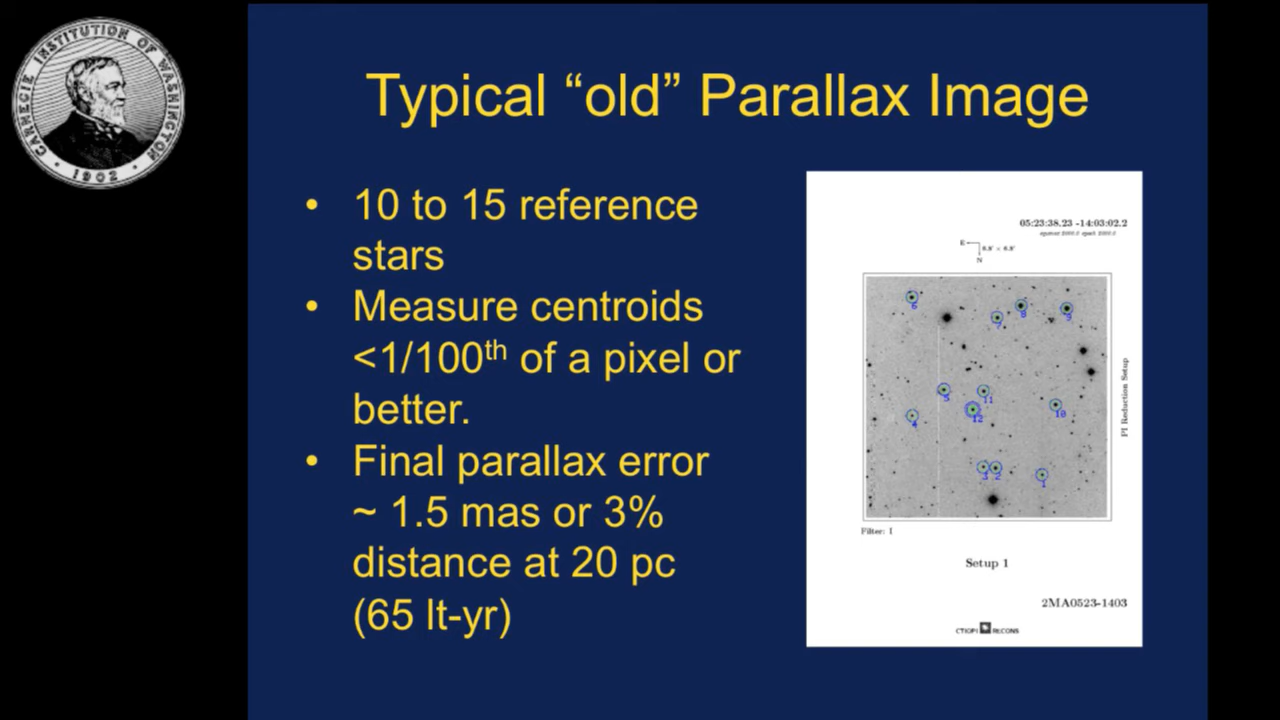 CARNEGIE INSTITUTION OF WASHINGTON
1902
Typical “old” Parallax Image
• 10 to 15 reference
stars
• Measure centroids
<1/100th of a pixel or
better.
• Final parallax error
~ 1.5 mas or 3%
distance at 20 pc
(65 lt-yr)
05:23:38.23 -14:03:02.2
E
N
6
7
8
9
5
11
4
12
10
3
2
1
PI Reduction Setup
Filter: I
Setup 1
2MA0523-1403
CTIOPI RECONS